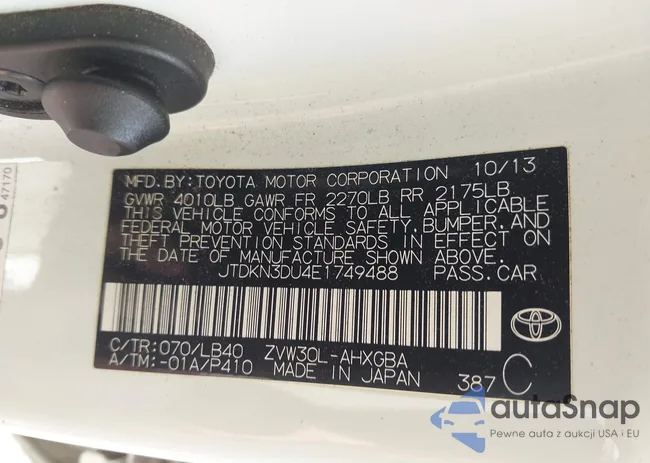 MFD.BY:TOYOTA MOTOR CORPORATION 10/13
GVWR 4010LB GAWR FR 2270LB RR 2175LB
THIS VEHICLE CONFORMS TO ALL APPLICABLE
FEDERAL MOTOR VEHICLE SAFETY,BUMPER,AND
THEFT PREVENTION STANDARDS IN EFFECT ON
THE DATE OF MANUFACTURE SHOWN ABOVE.
JTDKN3DU4E1749488 PASS.CAR
C/TR:070/LB40 ZVW30L-AHXGBA
A/TM:-01A/P410 MADE IN JAPAN 387 C
47170
autaSnap
Pewne auta z aukcji USA i EU